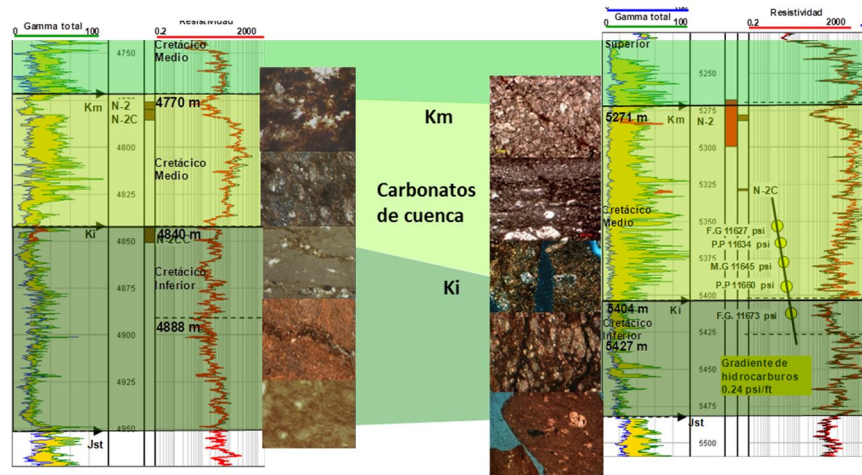 Gamma total
0 100
Resistividad
0.2 2000
4750
Cretácico
Medio
4770 m
Km
N-2
N-2C
4800
Cretácico
Medio
4825
4840 m
Ki
4850
N-2CC
Cretácico
Inferior
4875
4888 m
4900
4925
4950
Jst
Km
Carbonatos
de cuenca
Ki
0 100
Gamma total
Resistividad
0.2 2000
Superior
5250
5271 m
5275
Km
N-2
5300
5325
N-2C
Cretácico
Medio
5350
F.G 11627 psi
P.P 11634 psi
5375
M.G 11645 psi
P.P 11660 psi
5400
5404 m
Ki
F.G. 11673 psi
Cretácico
Inferior
5425
5427 m
5450
Gradiente de
hidrocarburos
0.24 psi/ft
5475
Jst
5500